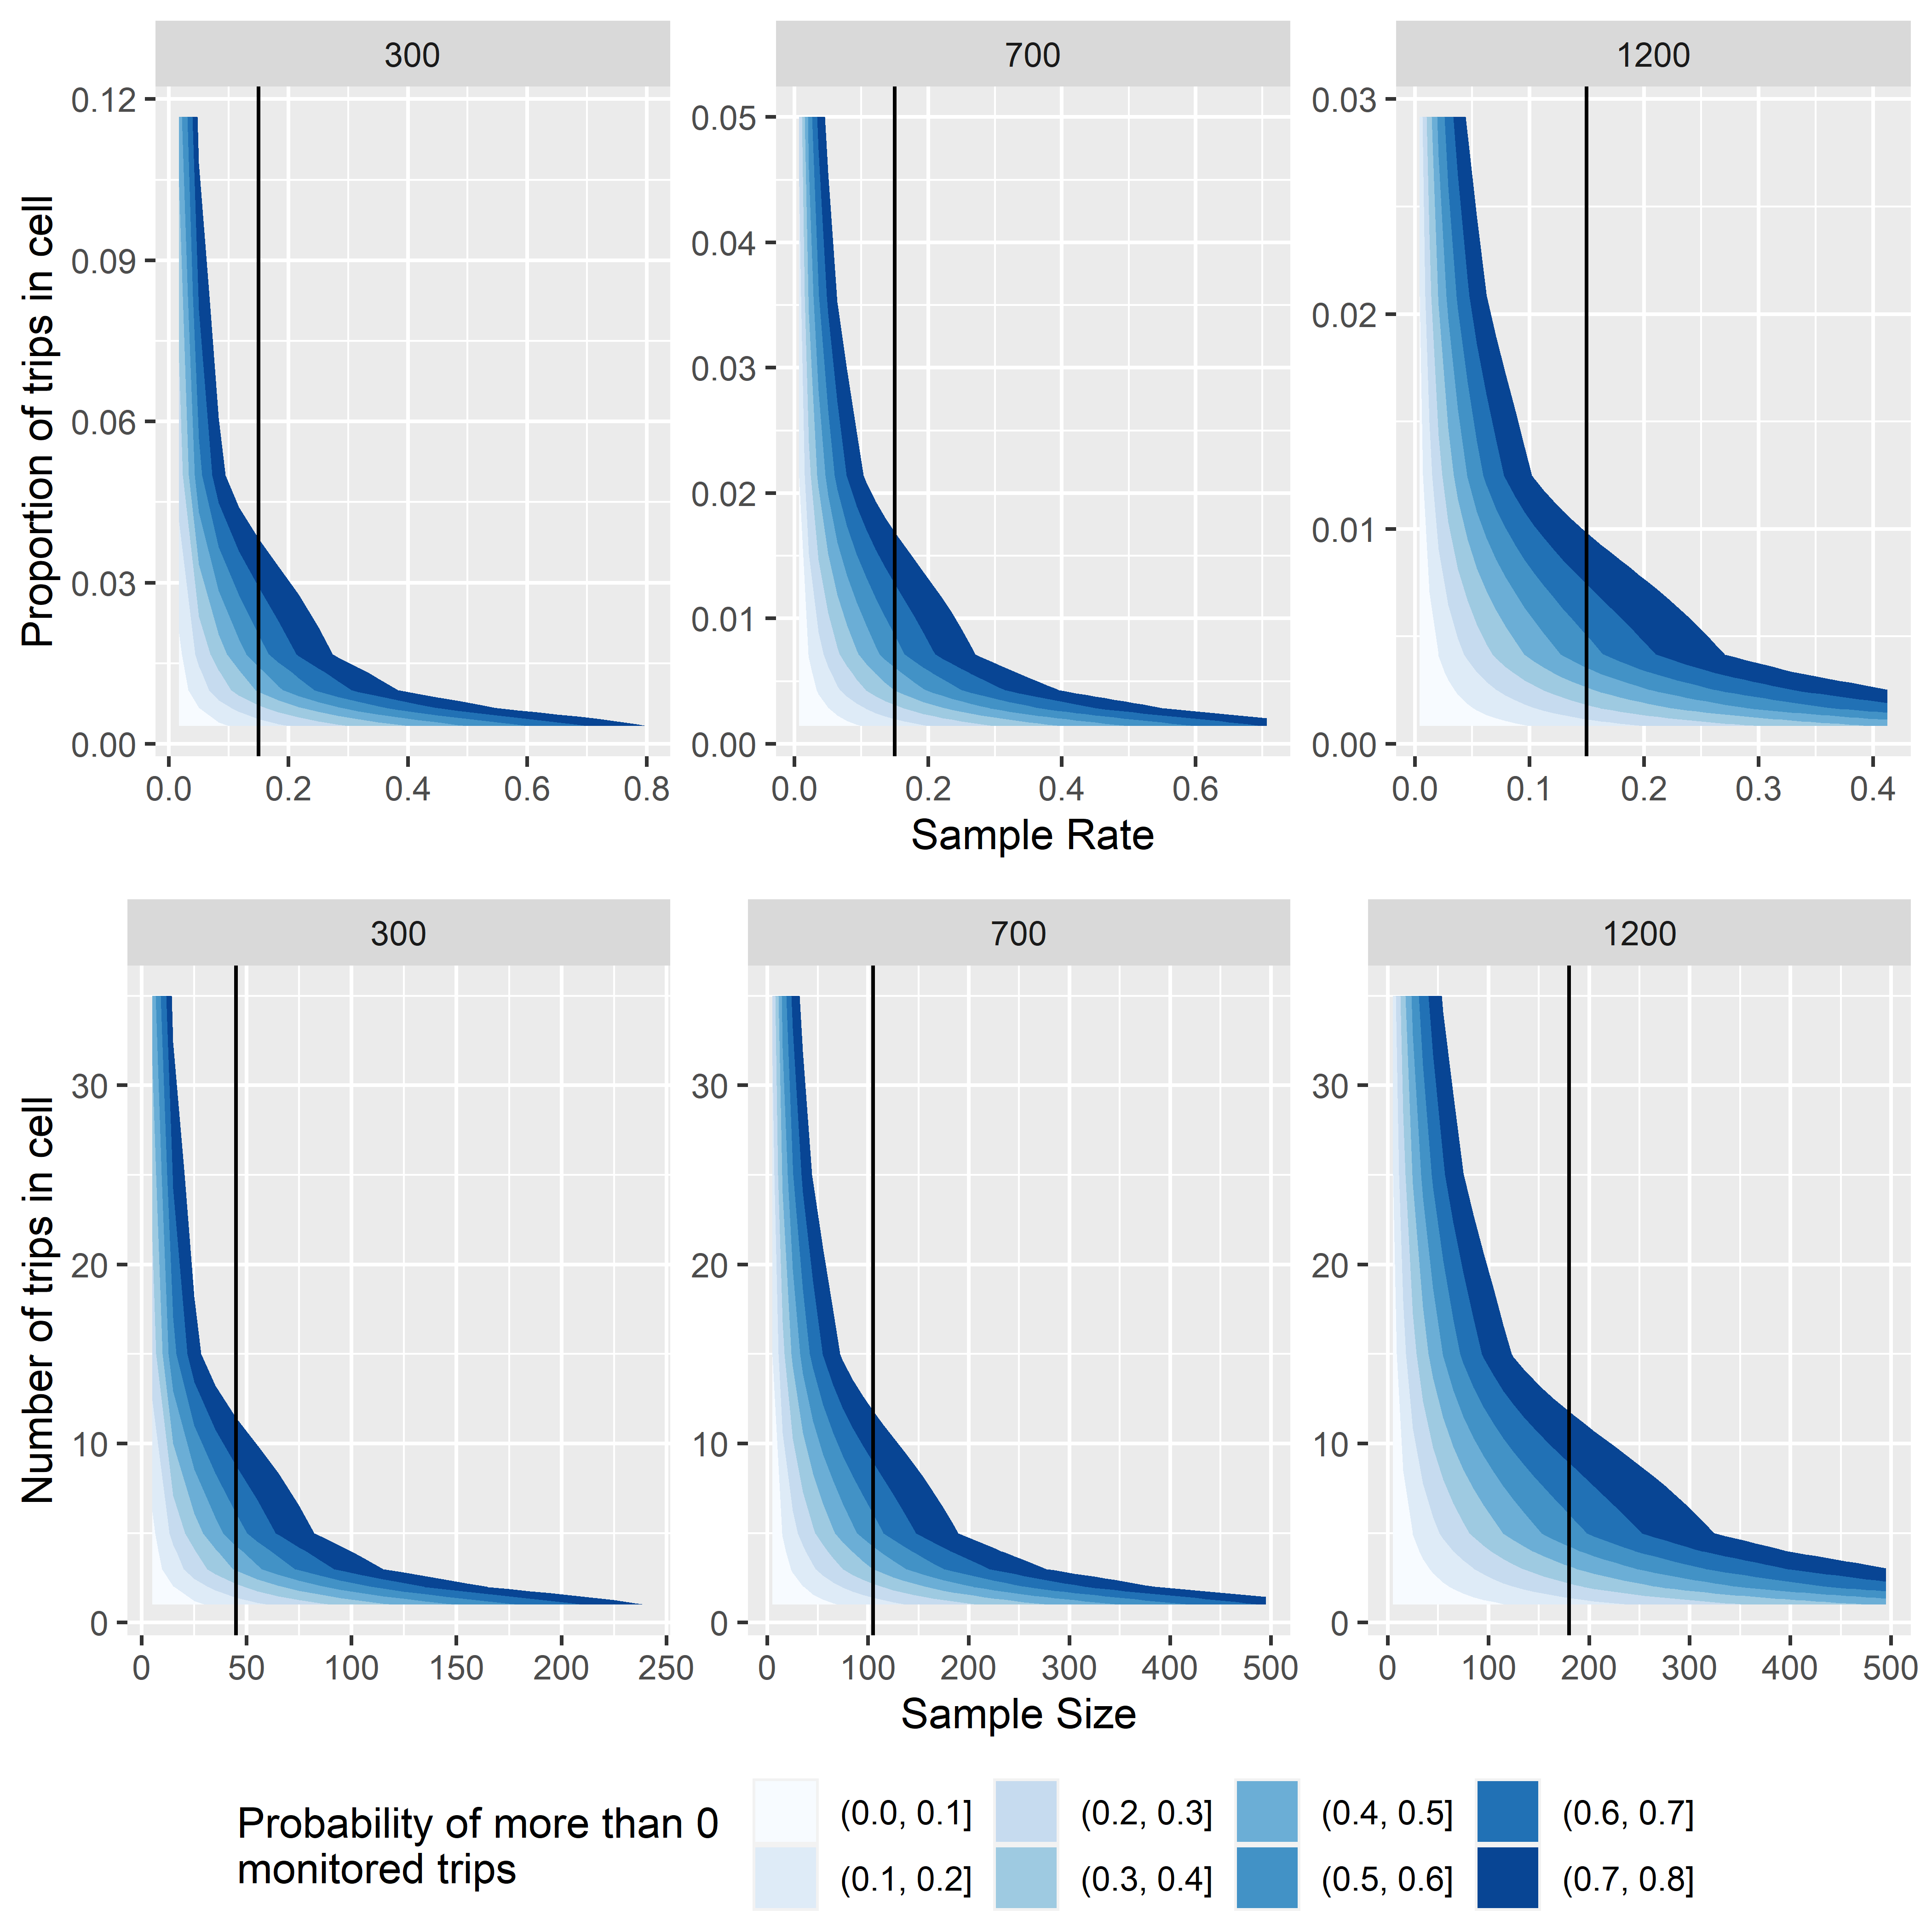 300 700 1200
Proportion of trips in cell
0.12
0.09
0.06
0.03
0.00
0.05
0.04
0.03
0.02
0.01
0.00
0.03
0.02
0.01
0.00
0.0 0.2 0.4 0.6 0.8
0.0 0.2 0.4 0.6
0.0 0.1 0.2 0.3 0.4
Sample Rate
300 700 1200
Number of trips in cell
30
20
10
0
30
20
10
0
30
20
10
0
0 50 100 150 200 250
0 100 200 300 400 500
0 100 200 300 400 500
Sample Size
Probability of more than 0
monitored trips
(0.0, 0.1] (0.2, 0.3] (0.4, 0.5] (0.6, 0.7]
(0.1, 0.2] (0.3, 0.4] (0.5, 0.6] (0.7, 0.8]